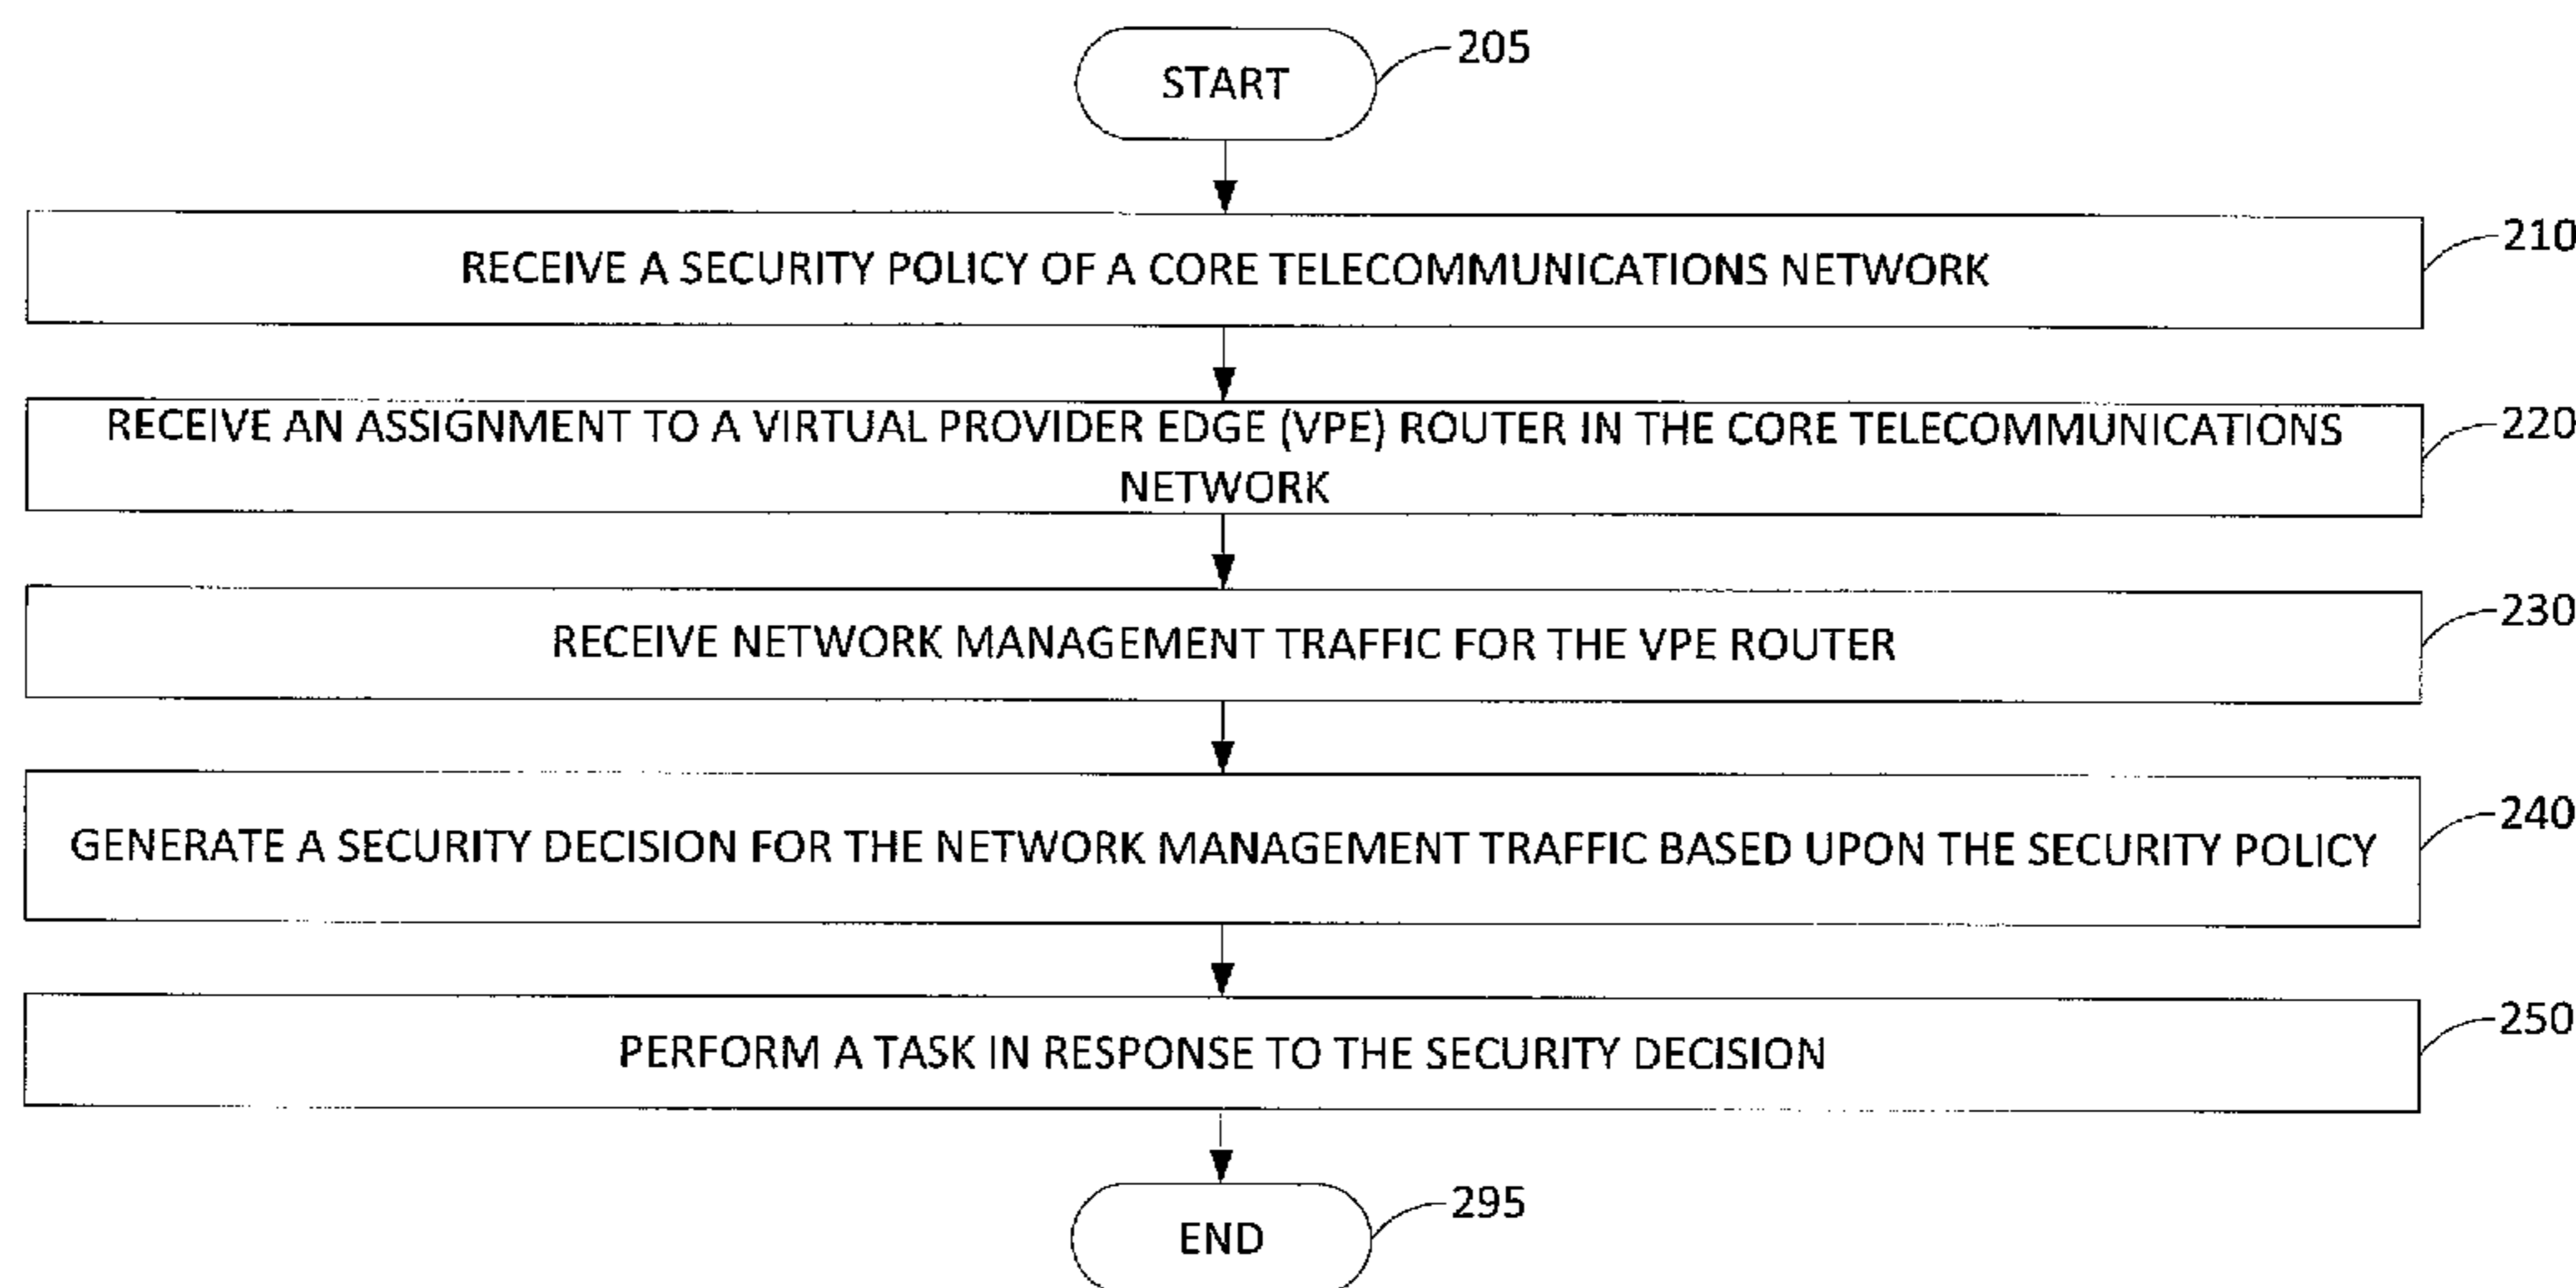 START
205
RECEIVE A SECURITY POLICY OF A CORE TELECOMMUNICATIONS NETWORK
210
RECEIVE AN ASSIGNMENT TO A VIRTUAL PROVIDER EDGE (VPE) ROUTER IN THE CORE TELECOMMUNICATIONS
NETWORK
220
RECEIVE NETWORK MANAGEMENT TRAFFIC FOR THE VPE ROUTER
230
GENERATE A SECURITY DECISION FOR THE NETWORK MANAGEMENT TRAFFIC BASED UPON THE SECURITY POLICY
240
PERFORM A TASK IN RESPONSE TO THE SECURITY DECISION
250
END
295